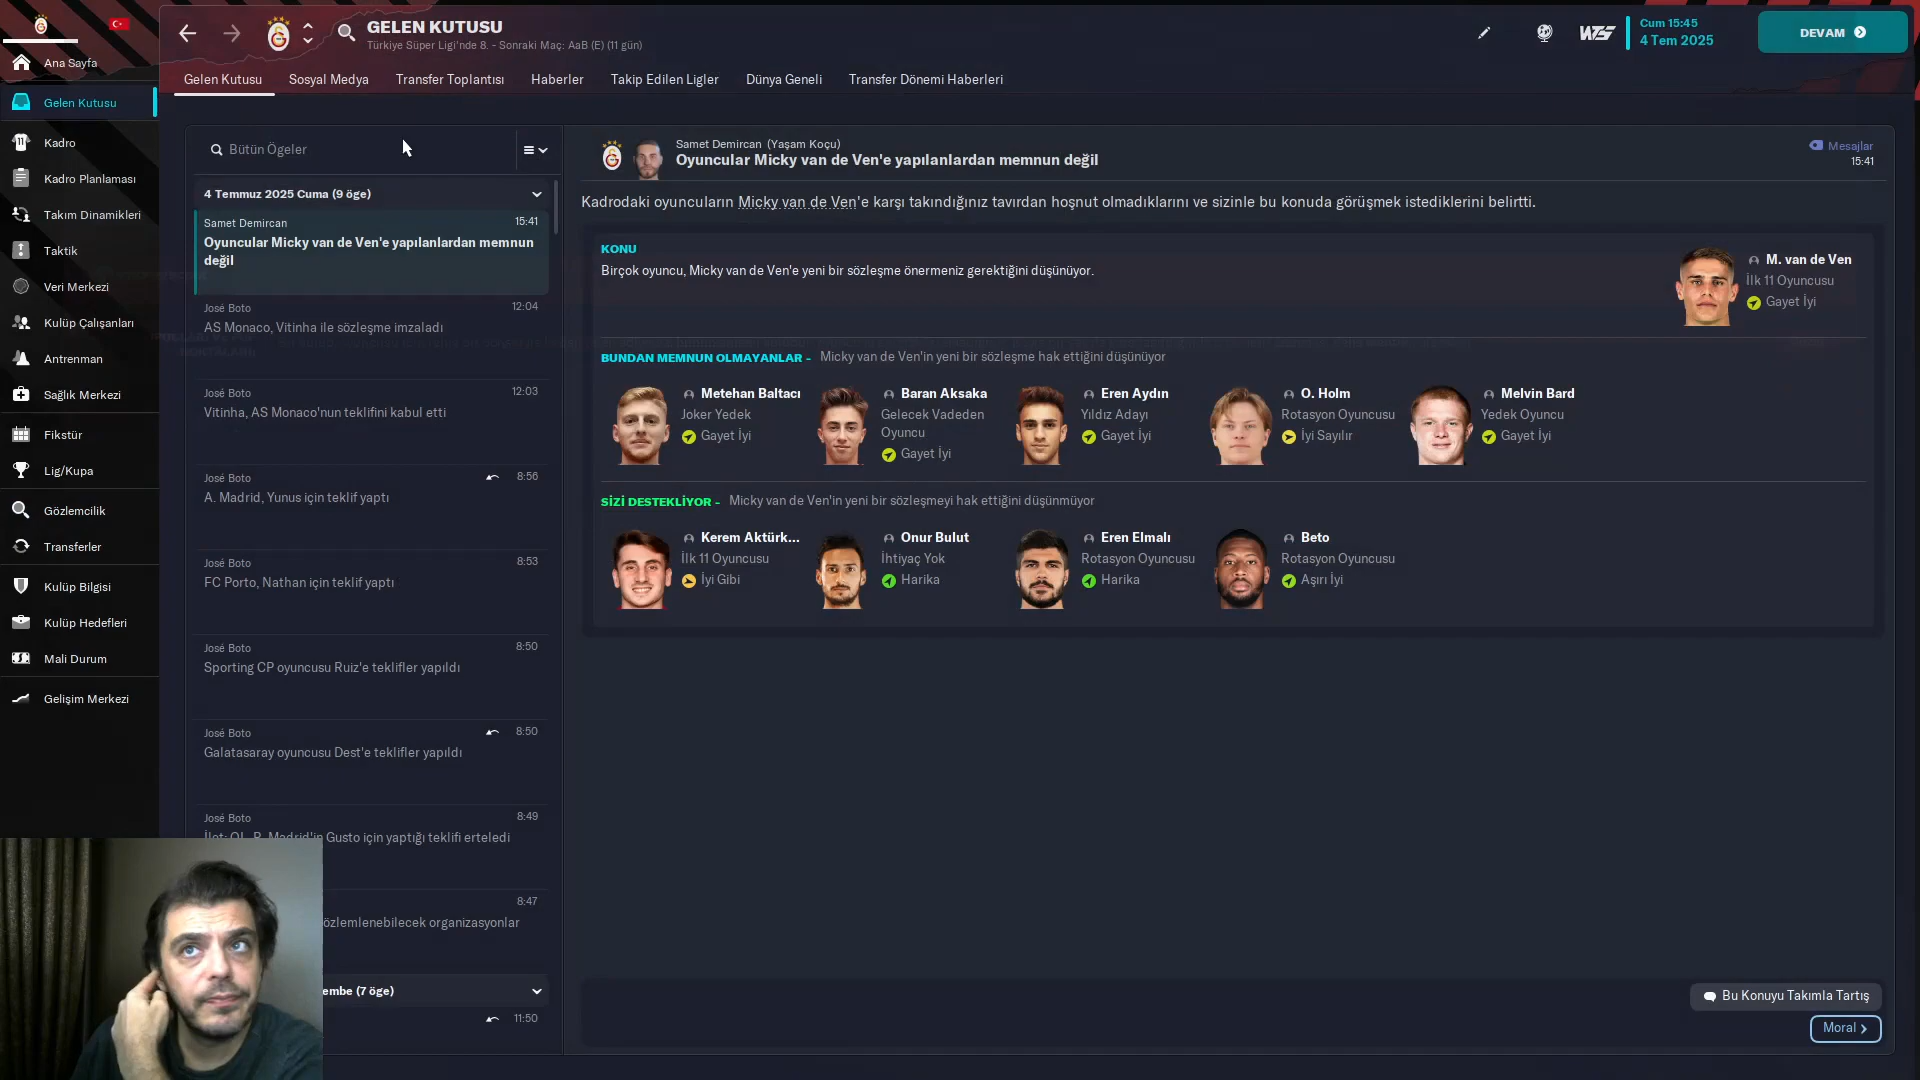 GELEN KUTUSU
Türkiye Süper Ligi'nde 8. - Sonraki Maç: AaB (E) (11 gün)
Cum 15:45
4 Tem 2025
DEVAM
Ana Sayfa
Gelen Kutusu
Kadro
Kadro Planlaması
Takım Dinamikleri
Taktik
Veri Merkezi
Kulüp Çalışanları
Antrenman
Sağlık Merkezi
Fikstür
Lig/Kupa
Gözlemcilik
Transferler
Kulüp Bilgisi
Kulüp Hedefleri
Mali Durum
Gelişim Merkezi
Gelen Kutusu
Sosyal Medya
Transfer Toplantısı
Haberler
Takip Edilen Ligler
Dünya Geneli
Transfer Dönemi Haberleri
Bütün Ögeler
4 Temmuz 2025 Cuma (9 öge)
Samet Demircan 15:41
Oyuncular Micky van de Ven'e yapılanlardan memnun
değil
José Boto 12:04
AS Monaco, Vitinha ile sözleşme imzaladı
José Boto 12:03
Vitinha, AS Monaco'nun teklifini kabul etti
José Boto 8:56
A. Madrid, Yunus için teklif yaptı
José Boto 8:53
FC Porto, Nathan için teklif yaptı
José Boto 8:50
Sporting CP oyuncusu Ruiz'e teklifler yapıldı
José Boto 8:50
Galatasaray oyuncusu Dest'e teklifler yapıldı
José Boto 8:49
R. Madrid'in Gusto için yaptığı teklifi erteledi
8:47
özlemlenebilecek organizasyonlar
embe (7 öge)
11:50
Samet Demircan (Yaşam Koçu)
Oyuncular Micky van de Ven'e yapılanlardan memnun değil
Mesajlar
15:41
Kadrodaki oyuncuların Micky van de Ven'e karşı takındığınız tavırdan hoşnut olmadıklarını ve sizinle bu konuda görüşmek istediklerini belirtti.
KONU
Birçok oyuncu, Micky van de Ven'e yeni bir sözleşme önermeniz gerektiğini düşünüyor.
M. van de Ven
İlk 11 Oyuncusu
Gayet İyi
BUNDAN MEMNUN OLMAYANLAR - Micky van de Ven'in yeni bir sözleşme hak ettiğini düşünüyor
Metehan Baltacı
Joker Yedek
Gayet İyi
Baran Aksaka
Gelecek Vadeden
Oyuncu
Gayet İyi
Eren Aydın
Yıldız Adayı
Gayet İyi
O. Holm
Rotasyon Oyuncusu
İyi Sayılır
Melvin Bard
Yedek Oyuncu
Gayet İyi
SİZİ DESTEKLİYOR - Micky van de Ven'in yeni bir sözleşmeyi hak ettiğini düşünmüyor
Kerem Aktürk...
İlk 11 Oyuncusu
İyi Gibi
Onur Bulut
İhtiyaç Yok
Harika
Eren Elmalı
Rotasyon Oyuncusu
Harika
Beto
Rotasyon Oyuncusu
Aşırı İyi
Bu Konuyu Takımla Tartış
Moral